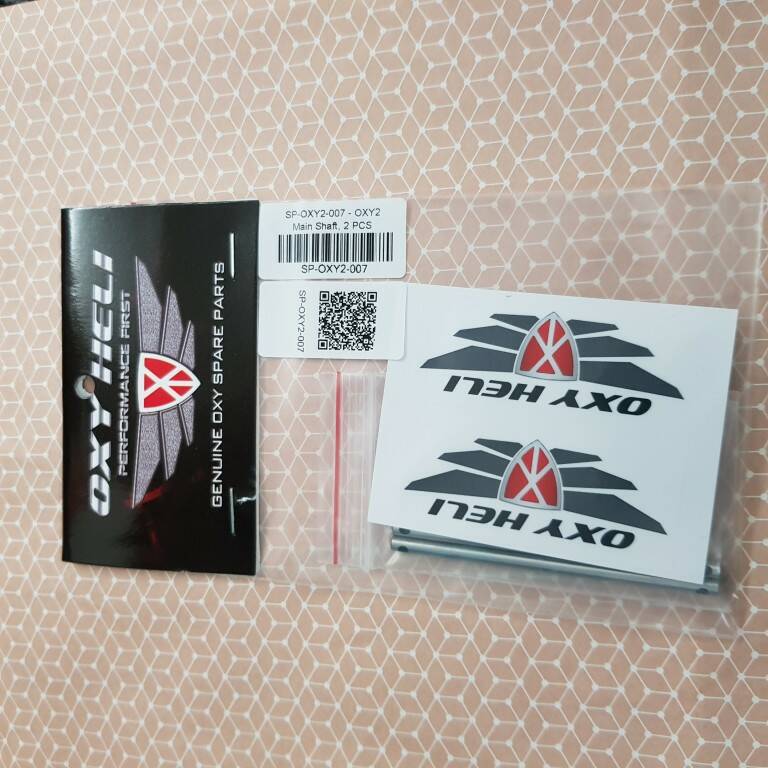 OXY HELI
PERFORMANCE FIRST
GENUINE OXY SPARE PARTS
SP-OXY2-007 - OXY2
Main Shaft, 2 PCS
SP-OXY2-007
SP-OXY2-007
OXY HELI
OXY HELI